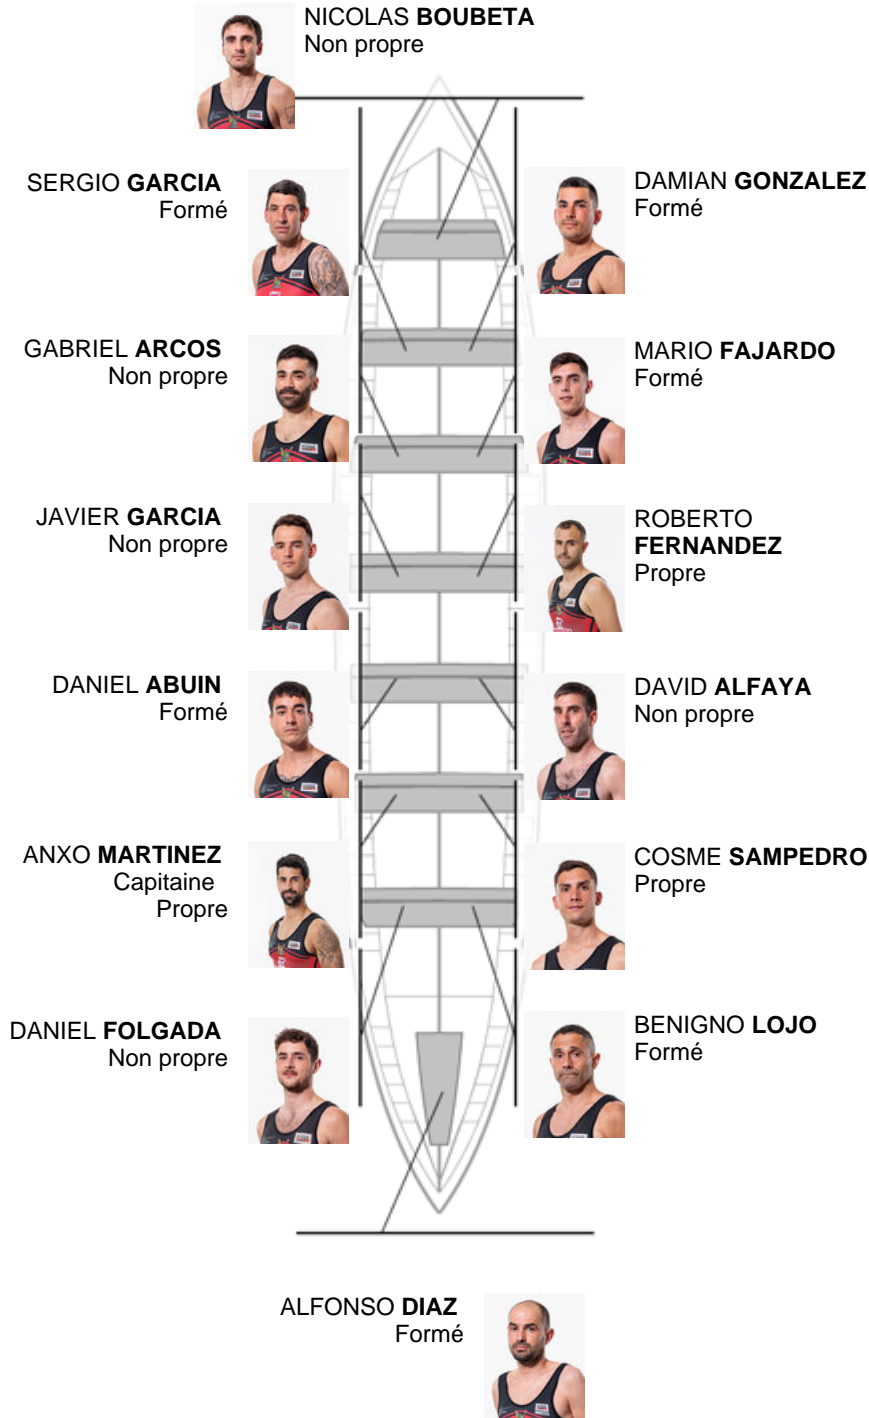 NICOLAS BOUBETA
Non propre
SERGIO GARCIA
Formé
DAMIAN GONZALEZ
Formé
GABRIEL ARCOS
Non propre
MARIO FAJARDO
Formé
JAVIER GARCIA
Non propre
ROBERTO
FERNANDEZ
Propre
DANIEL ABUIN
Formé
DAVID ALFAYA
Non propre
ANXO MARTINEZ
Capitaine
Propre
COSME SAMPEDRO
Propre
DANIEL FOLGADA
Non propre
BENIGNO LOJO
Formé
ALFONSO DIAZ
Formé